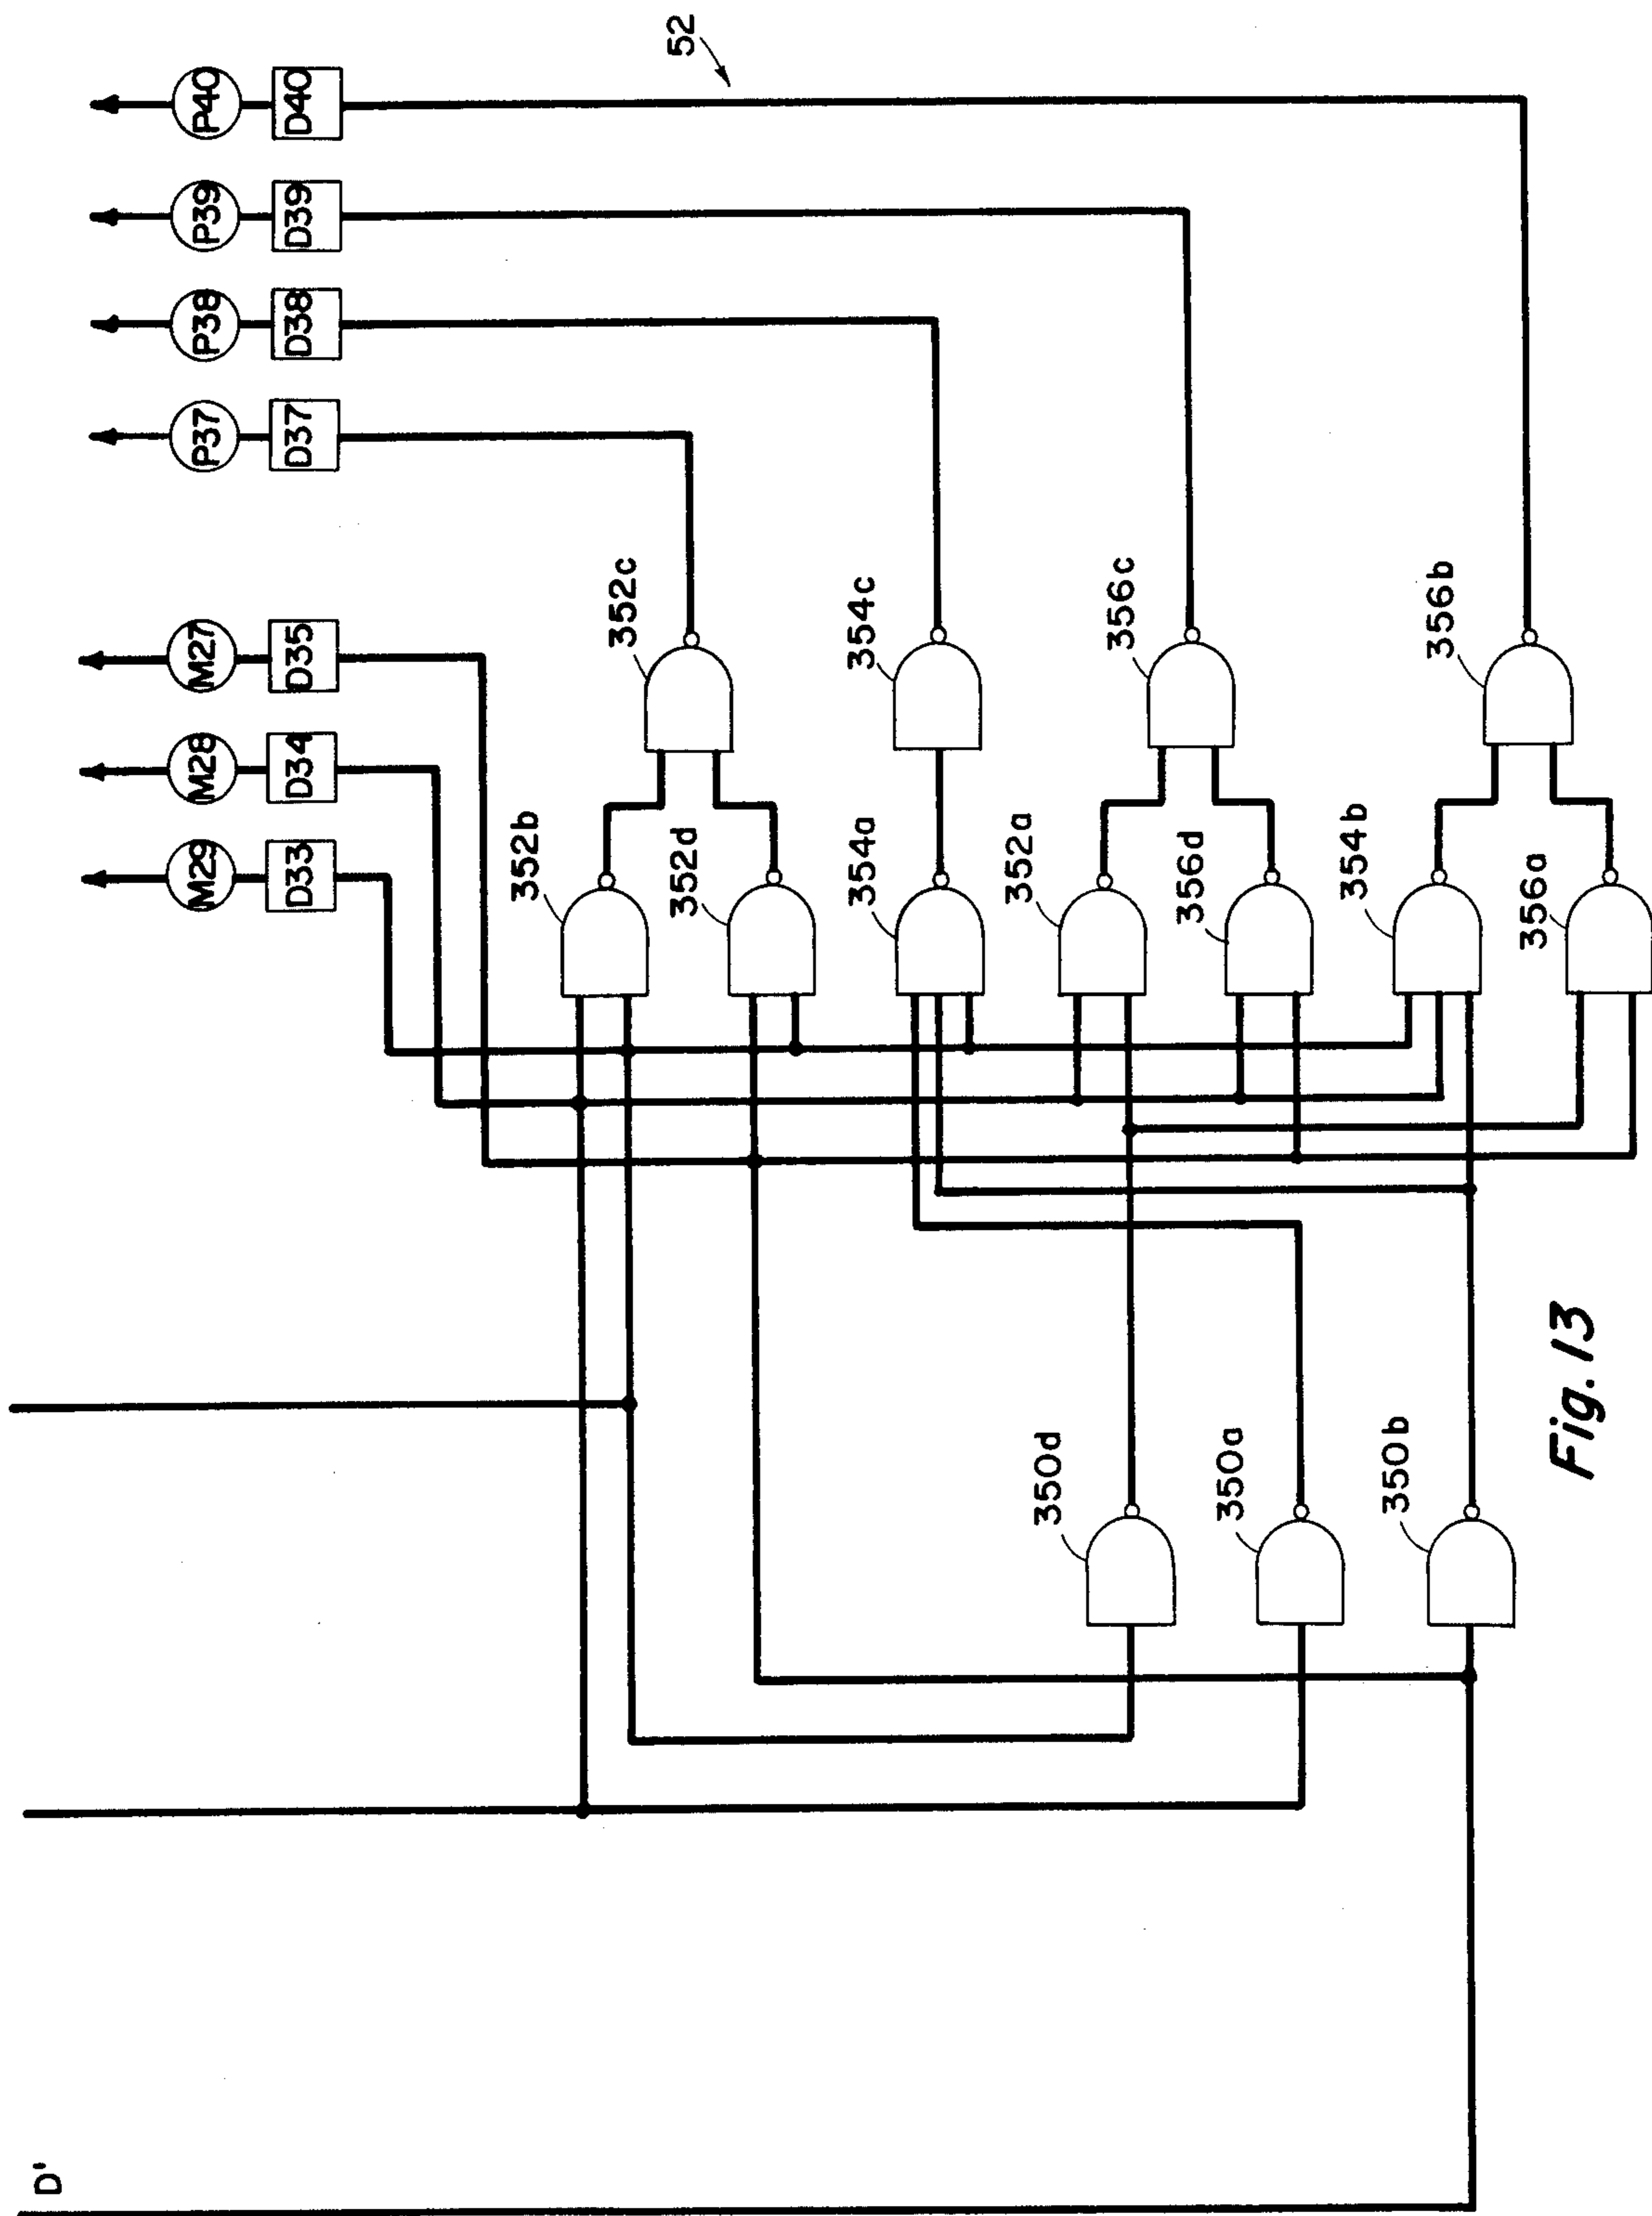 52
P40
P39
P38
P37
M27
M28
M29
D40
D39
D38
D37
D35
D34
D33
352c
354c
356c
356b
352b
352d
354a
352a
356d
354b
356a
350d
350a
350b
Fig. 13
D'